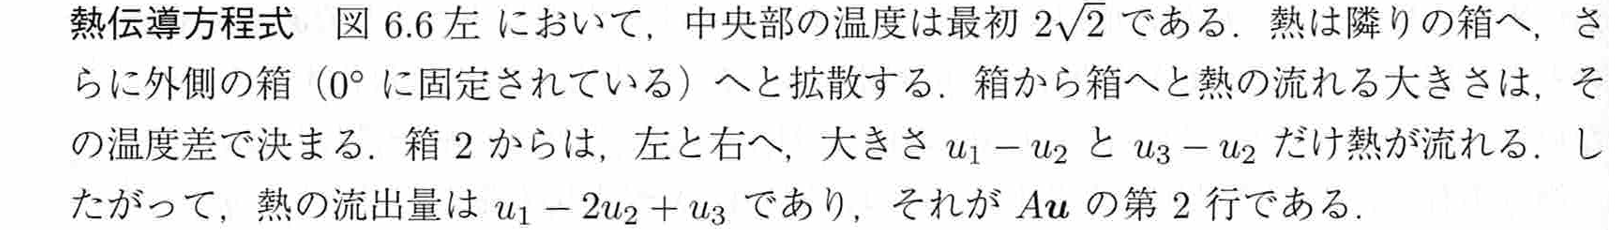 熱伝導方程式　図 6.6 左 において，中央部の温度は最初 2√2 である．熱は隣りの箱へ，さ
らに外側の箱（0° に固定されている）へと拡散する．箱から箱へと熱の流れる大きさは，そ
の温度差で決まる．箱 2 からは，左と右へ，大きさ u₁ − u₂ と u₃ − u₂ だけ熱が流れる．し
たがって，熱の流出量は u₁ − 2u₂ + u₃ であり，それが Au の第 2 行である．